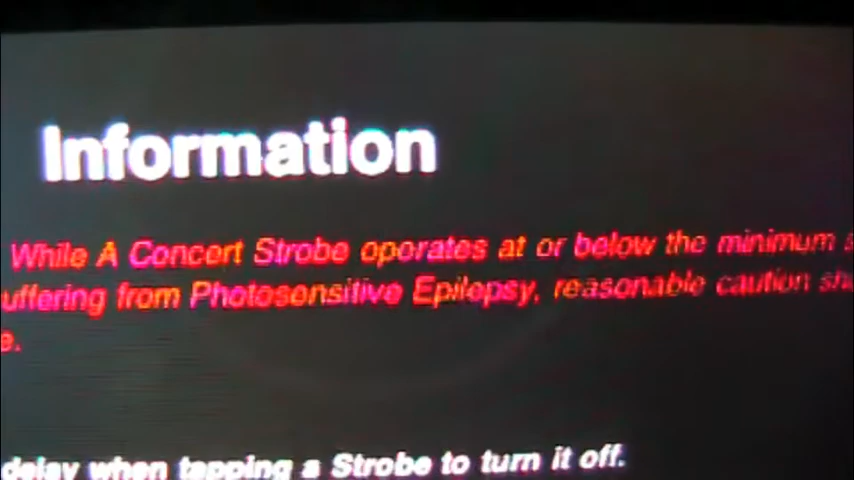 Information
While A Concert Strobe oporates at or below the minimum
uffering from Photosensitive Epilepsy, reasonable caution sh
e.
delay when tapping a Strobe to turn it off.